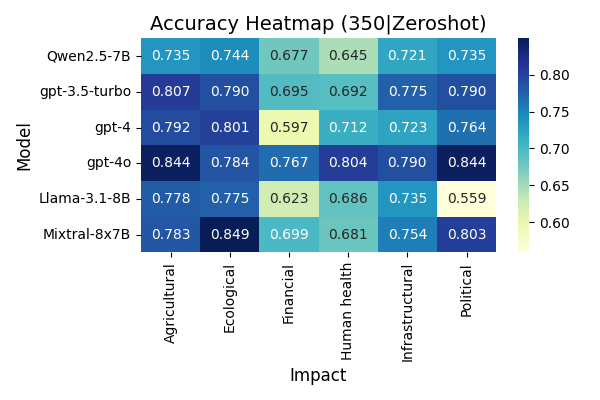 Accuracy Heatmap (350|Zeroshot)
Model
Qwen2.5-7B 0.735 0.744 0.677 0.645 0.721 0.735
gpt-3.5-turbo 0.807 0.790 0.695 0.692 0.775 0.790
gpt-4 0.792 0.801 0.597 0.712 0.723 0.764
gpt-4o 0.844 0.784 0.767 0.804 0.790 0.844
Llama-3.1-8B 0.778 0.775 0.623 0.686 0.735 0.559
Mixtral-8x7B 0.783 0.849 0.699 0.681 0.754 0.803
Agricultural
Ecological
Financial
Human health
Infrastructural
Political
Impact
0.80
0.75
0.70
0.65
0.60